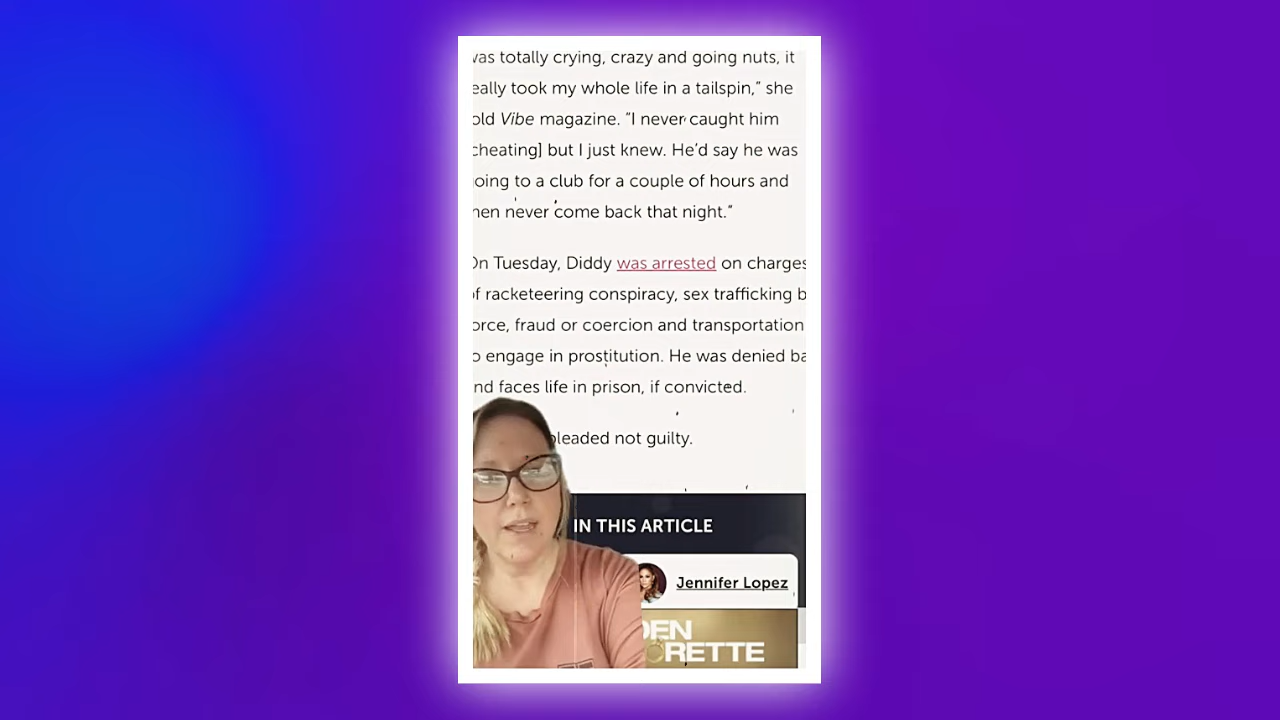 was totally crying, crazy and going nuts, it
eally took my whole life in a tailspin,” she
old Vibe magazine. “I never caught him
cheating] but I just knew. He’d say he was
oing to a club for a couple of hours and
hen never come back that night.”
On Tuesday, Diddy was arrested on charges
f racketeering conspiracy, sex trafficking b
orce, fraud or coercion and transportation
o engage in prostitution. He was denied ba
nd faces life in prison, if convicted.
pleaded not guilty.
IN THIS ARTICLE
Jennifer Lopez
DEN
RETTE